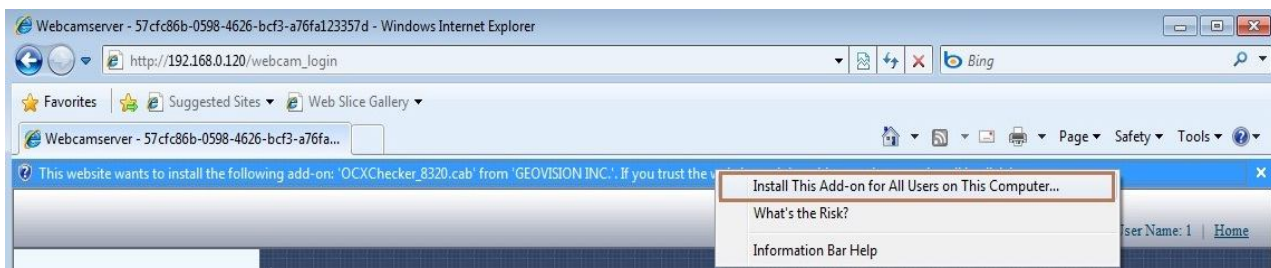 Webcamserver - 57cfc86b-0598-4626-bcf3-a76fa123357d - Windows Internet Explorer
http://192.168.0.120/webcam_login
Bing
Favorites Suggested Sites Web Slice Gallery
Webcamserver - 57cfc86b-0598-4626-bcf3-a76fa...
Page Safety Tools
This website wants to install the following add-on: 'OCXChecker_8320.cab' from 'GEOVISION INC.'. If you trust the
Install This Add-on for All Users on This Computer...
What's the Risk?
Information Bar Help
User Name: 1 | Home